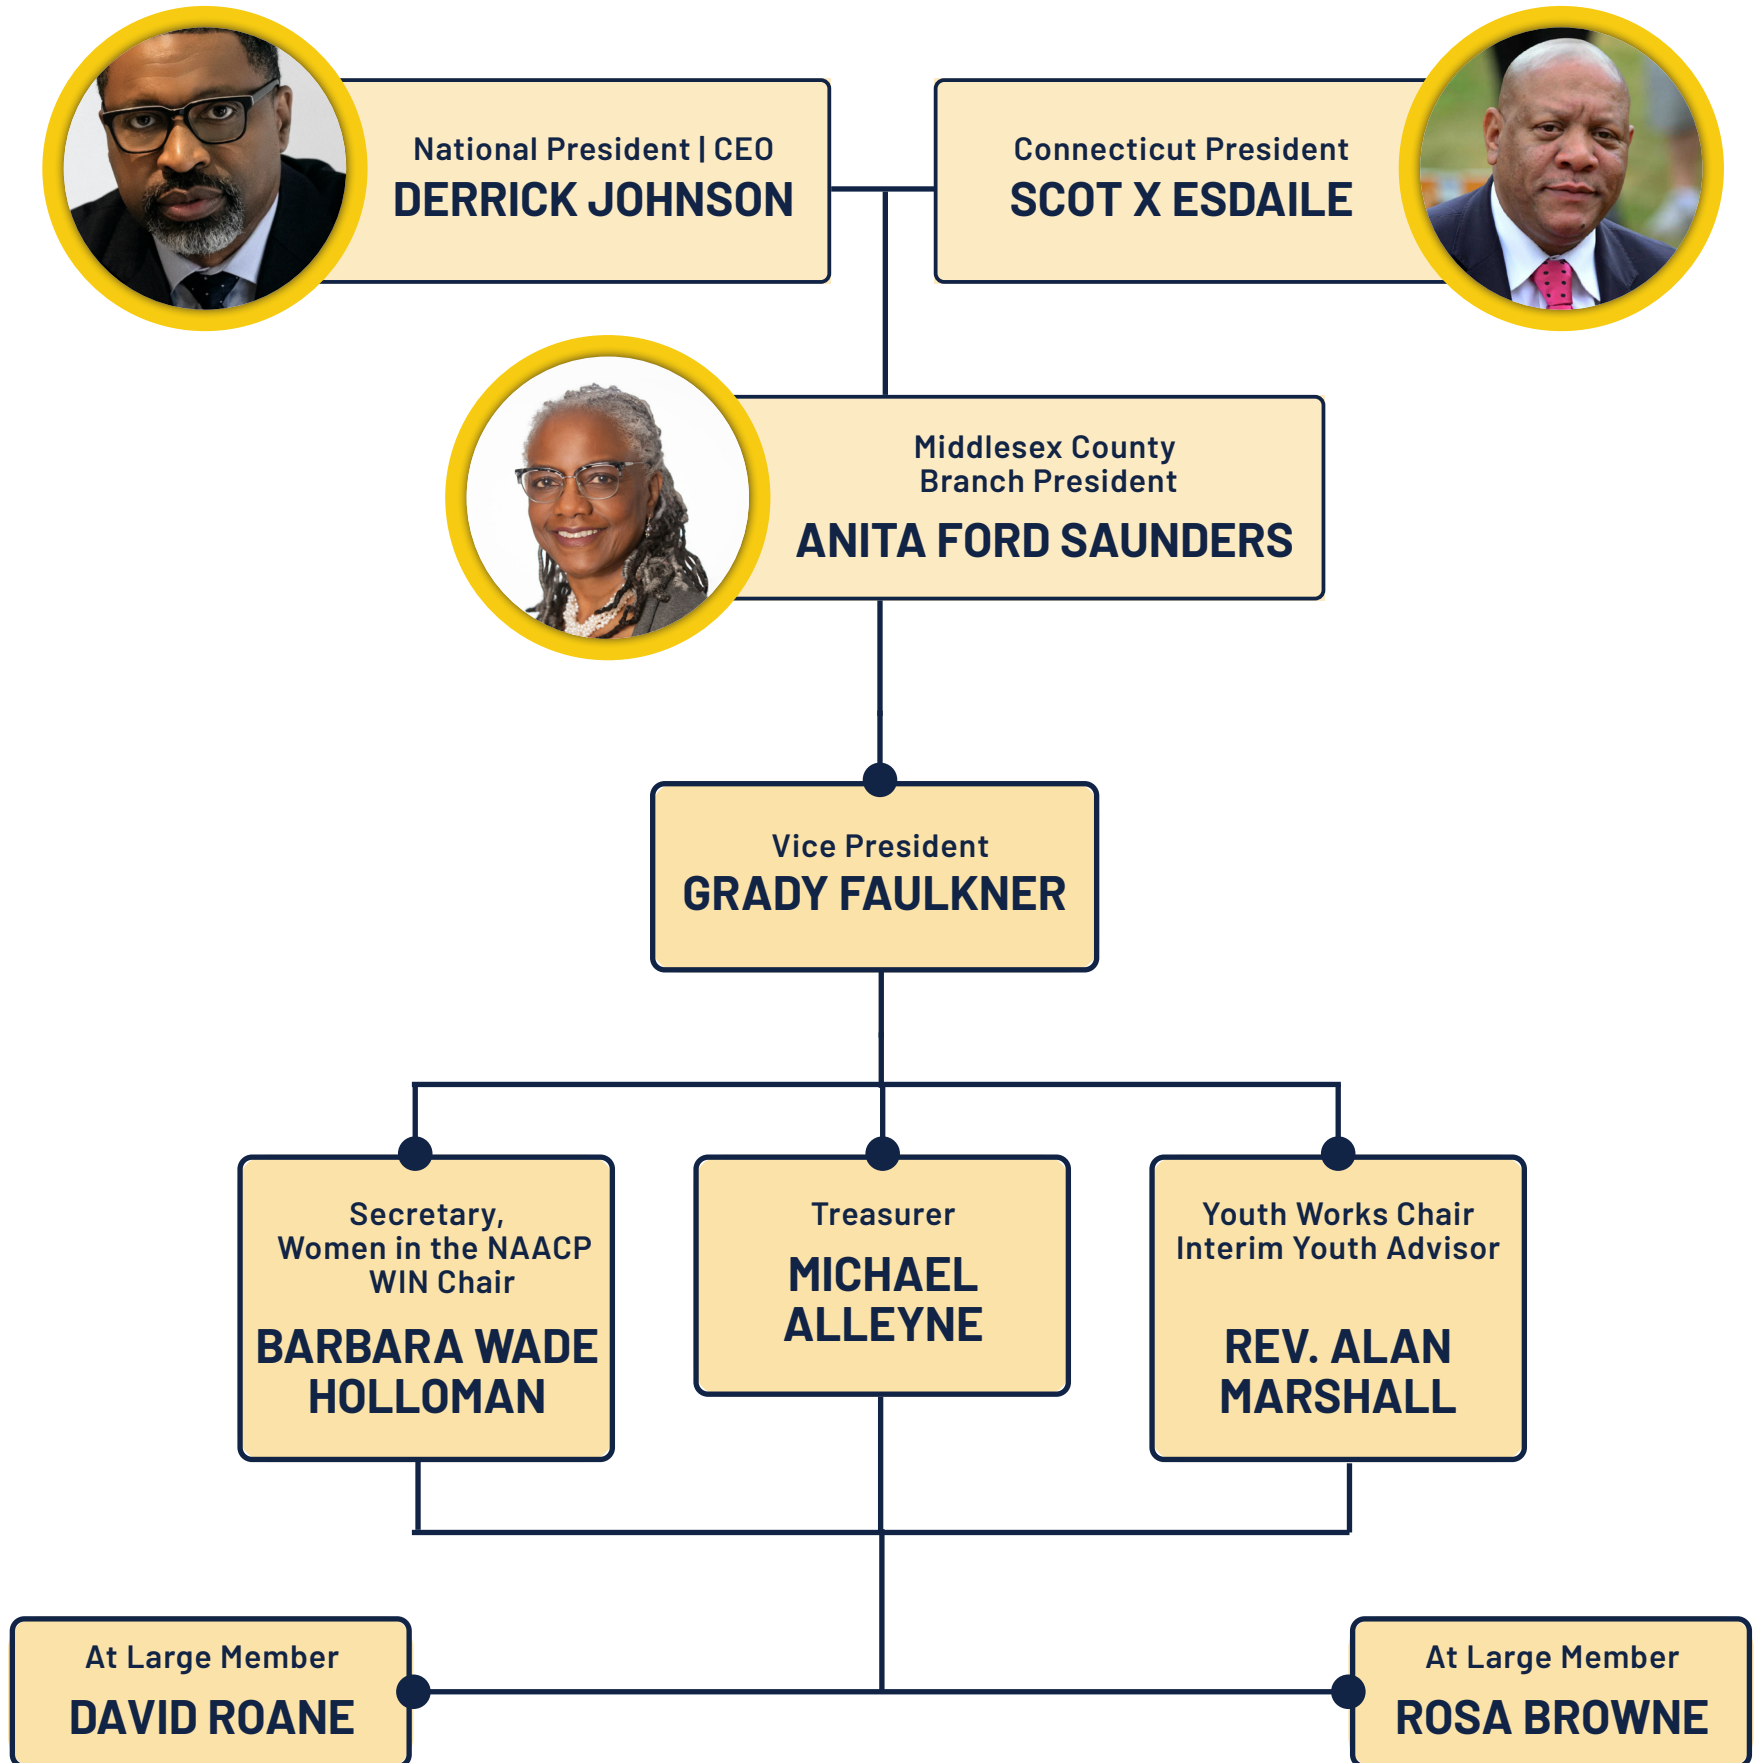 National President | CEO
DERRICK JOHNSON
Connecticut President
SCOT X ESDAILE
Middlesex County
Branch President
ANITA FORD SAUNDERS
Vice President
GRADY FAULKNER
Secretary,
Women in the NAACP
WIN Chair
BARBARA WADE
HOLLOMAN
Treasurer
MICHAEL
ALLEYNE
Youth Works Chair
Interim Youth Advisor
REV. ALAN
MARSHALL
At Large Member
DAVID ROANE
At Large Member
ROSA BROWNE